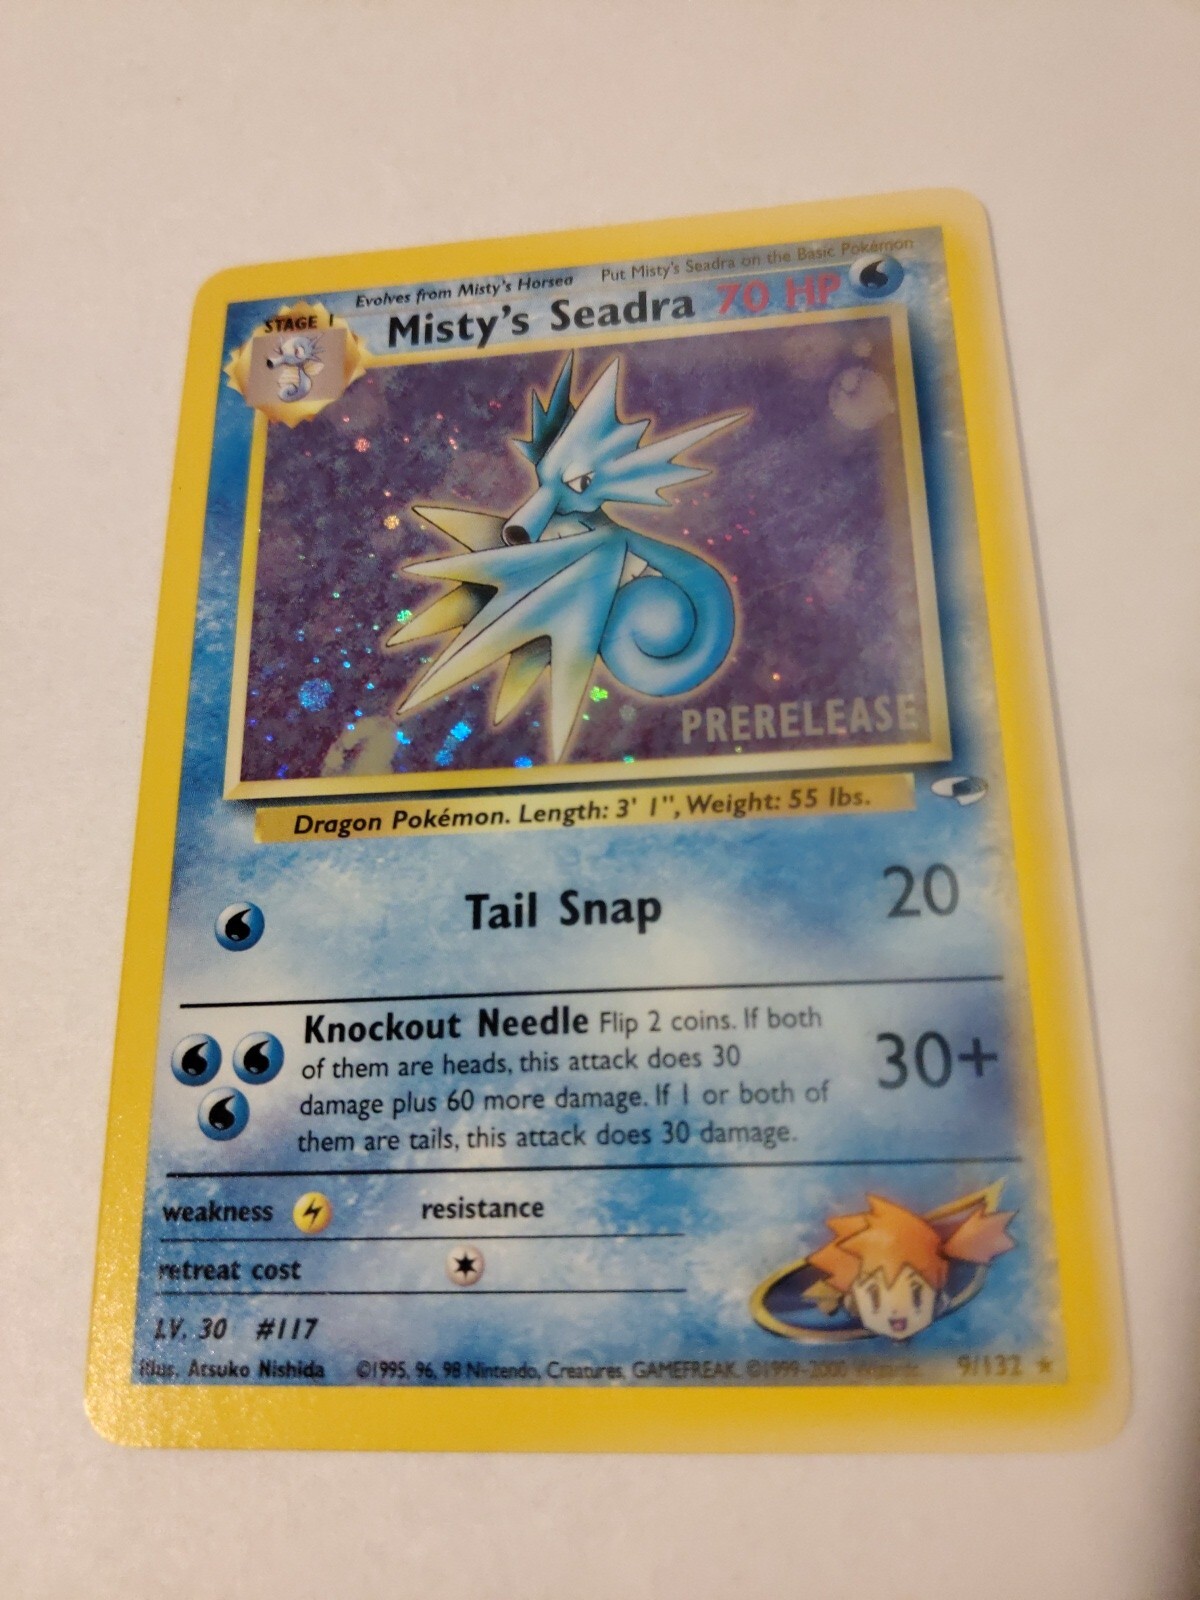 Evolves from Misty's Horsea Put Misty's Seadra on the Basic Pokémon
STAGE 1
Misty's Seadra 70 HP
PRERELEASE
Dragon Pokémon. Length: 3' 1", Weight: 55 lbs.
Tail Snap 20
Knockout Needle Flip 2 coins. If both
of them are heads, this attack does 30
damage plus 60 more damage. If 1 or both of
them are tails, this attack does 30 damage.
30+
weakness resistance
retreat cost
LV. 30 #117
Illus. Atsuko Nishida ©1995, 96, 98 Nintendo, Creatures, GAMEFREAK. ©1999-2000 9/132